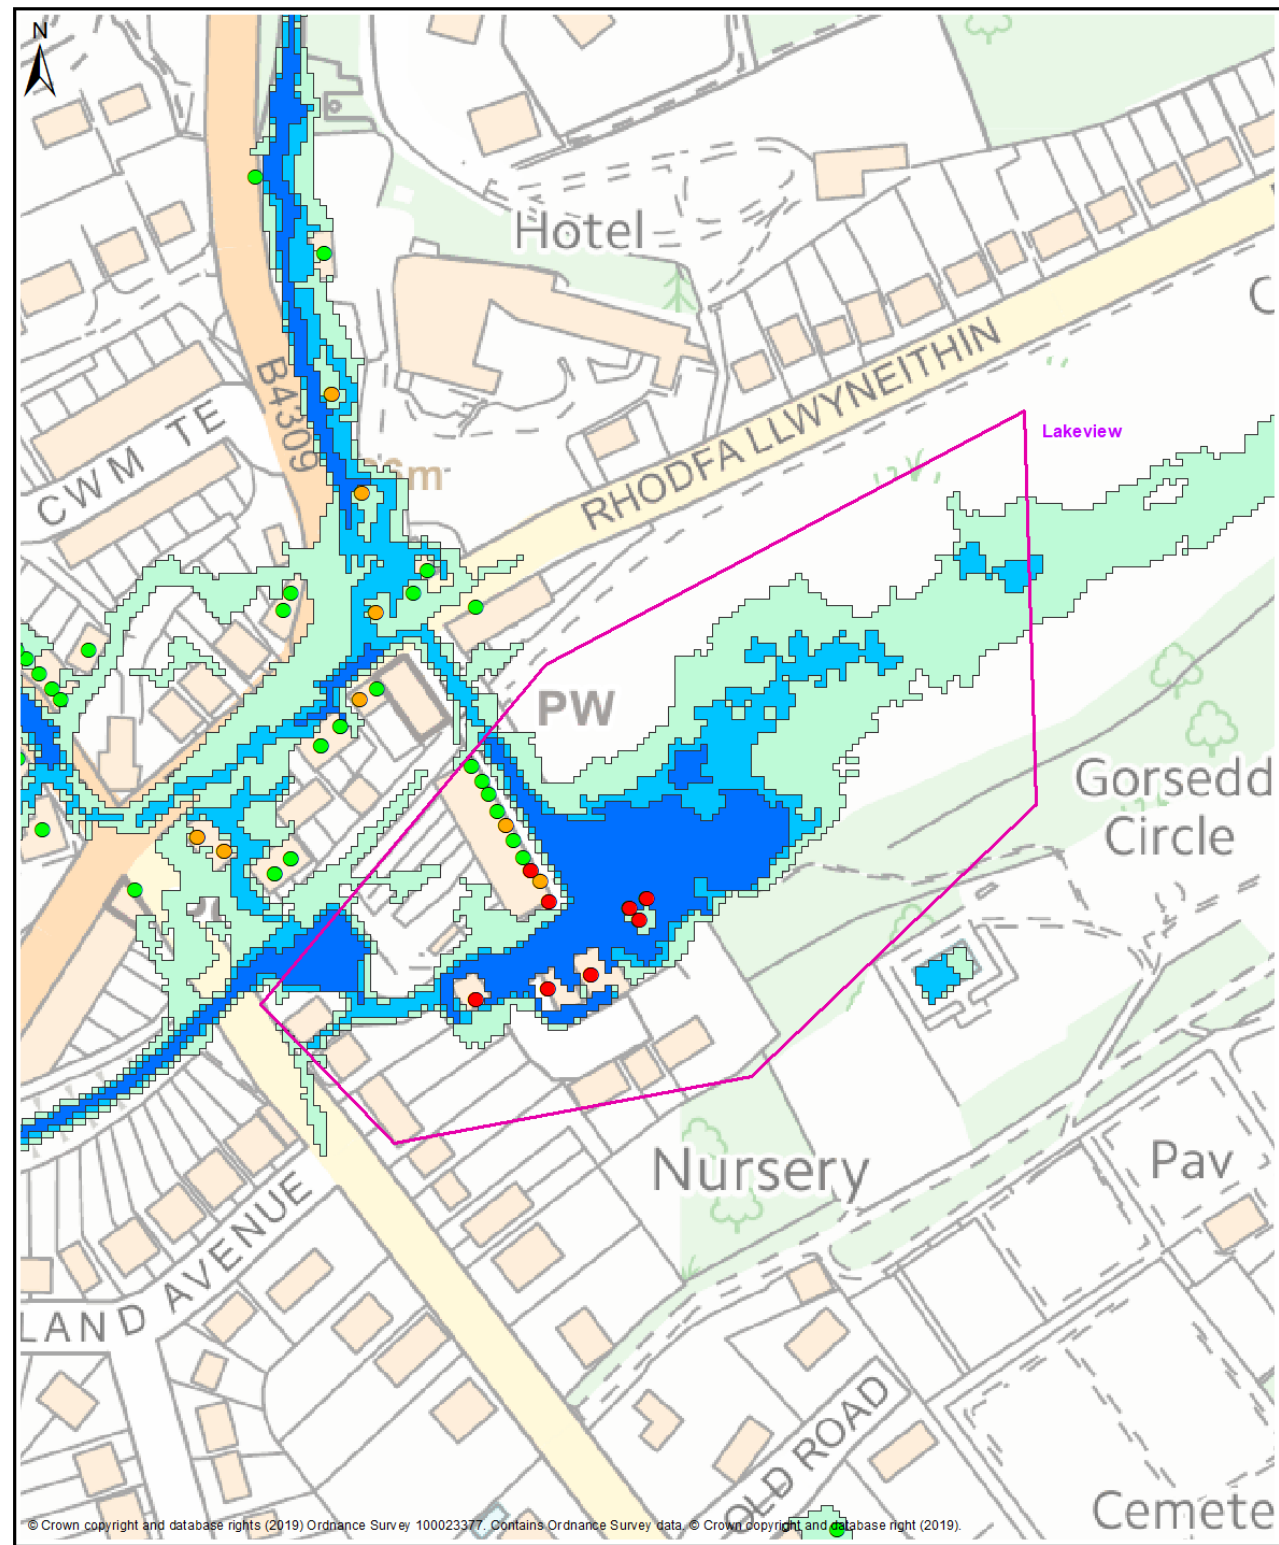 N
Hotel
C
B4309
RHODFA LLWYNEITHIN
Lakeview
CWM TE
PW
Gorsedd
Circle
Nursery
Pav
LAND AVENUE
OLD ROAD
Cemete
© Crown copyright and database rights (2019) Ordnance Survey 100023377. Contains Ordnance Survey data. © Crown copyright and database right (2019).